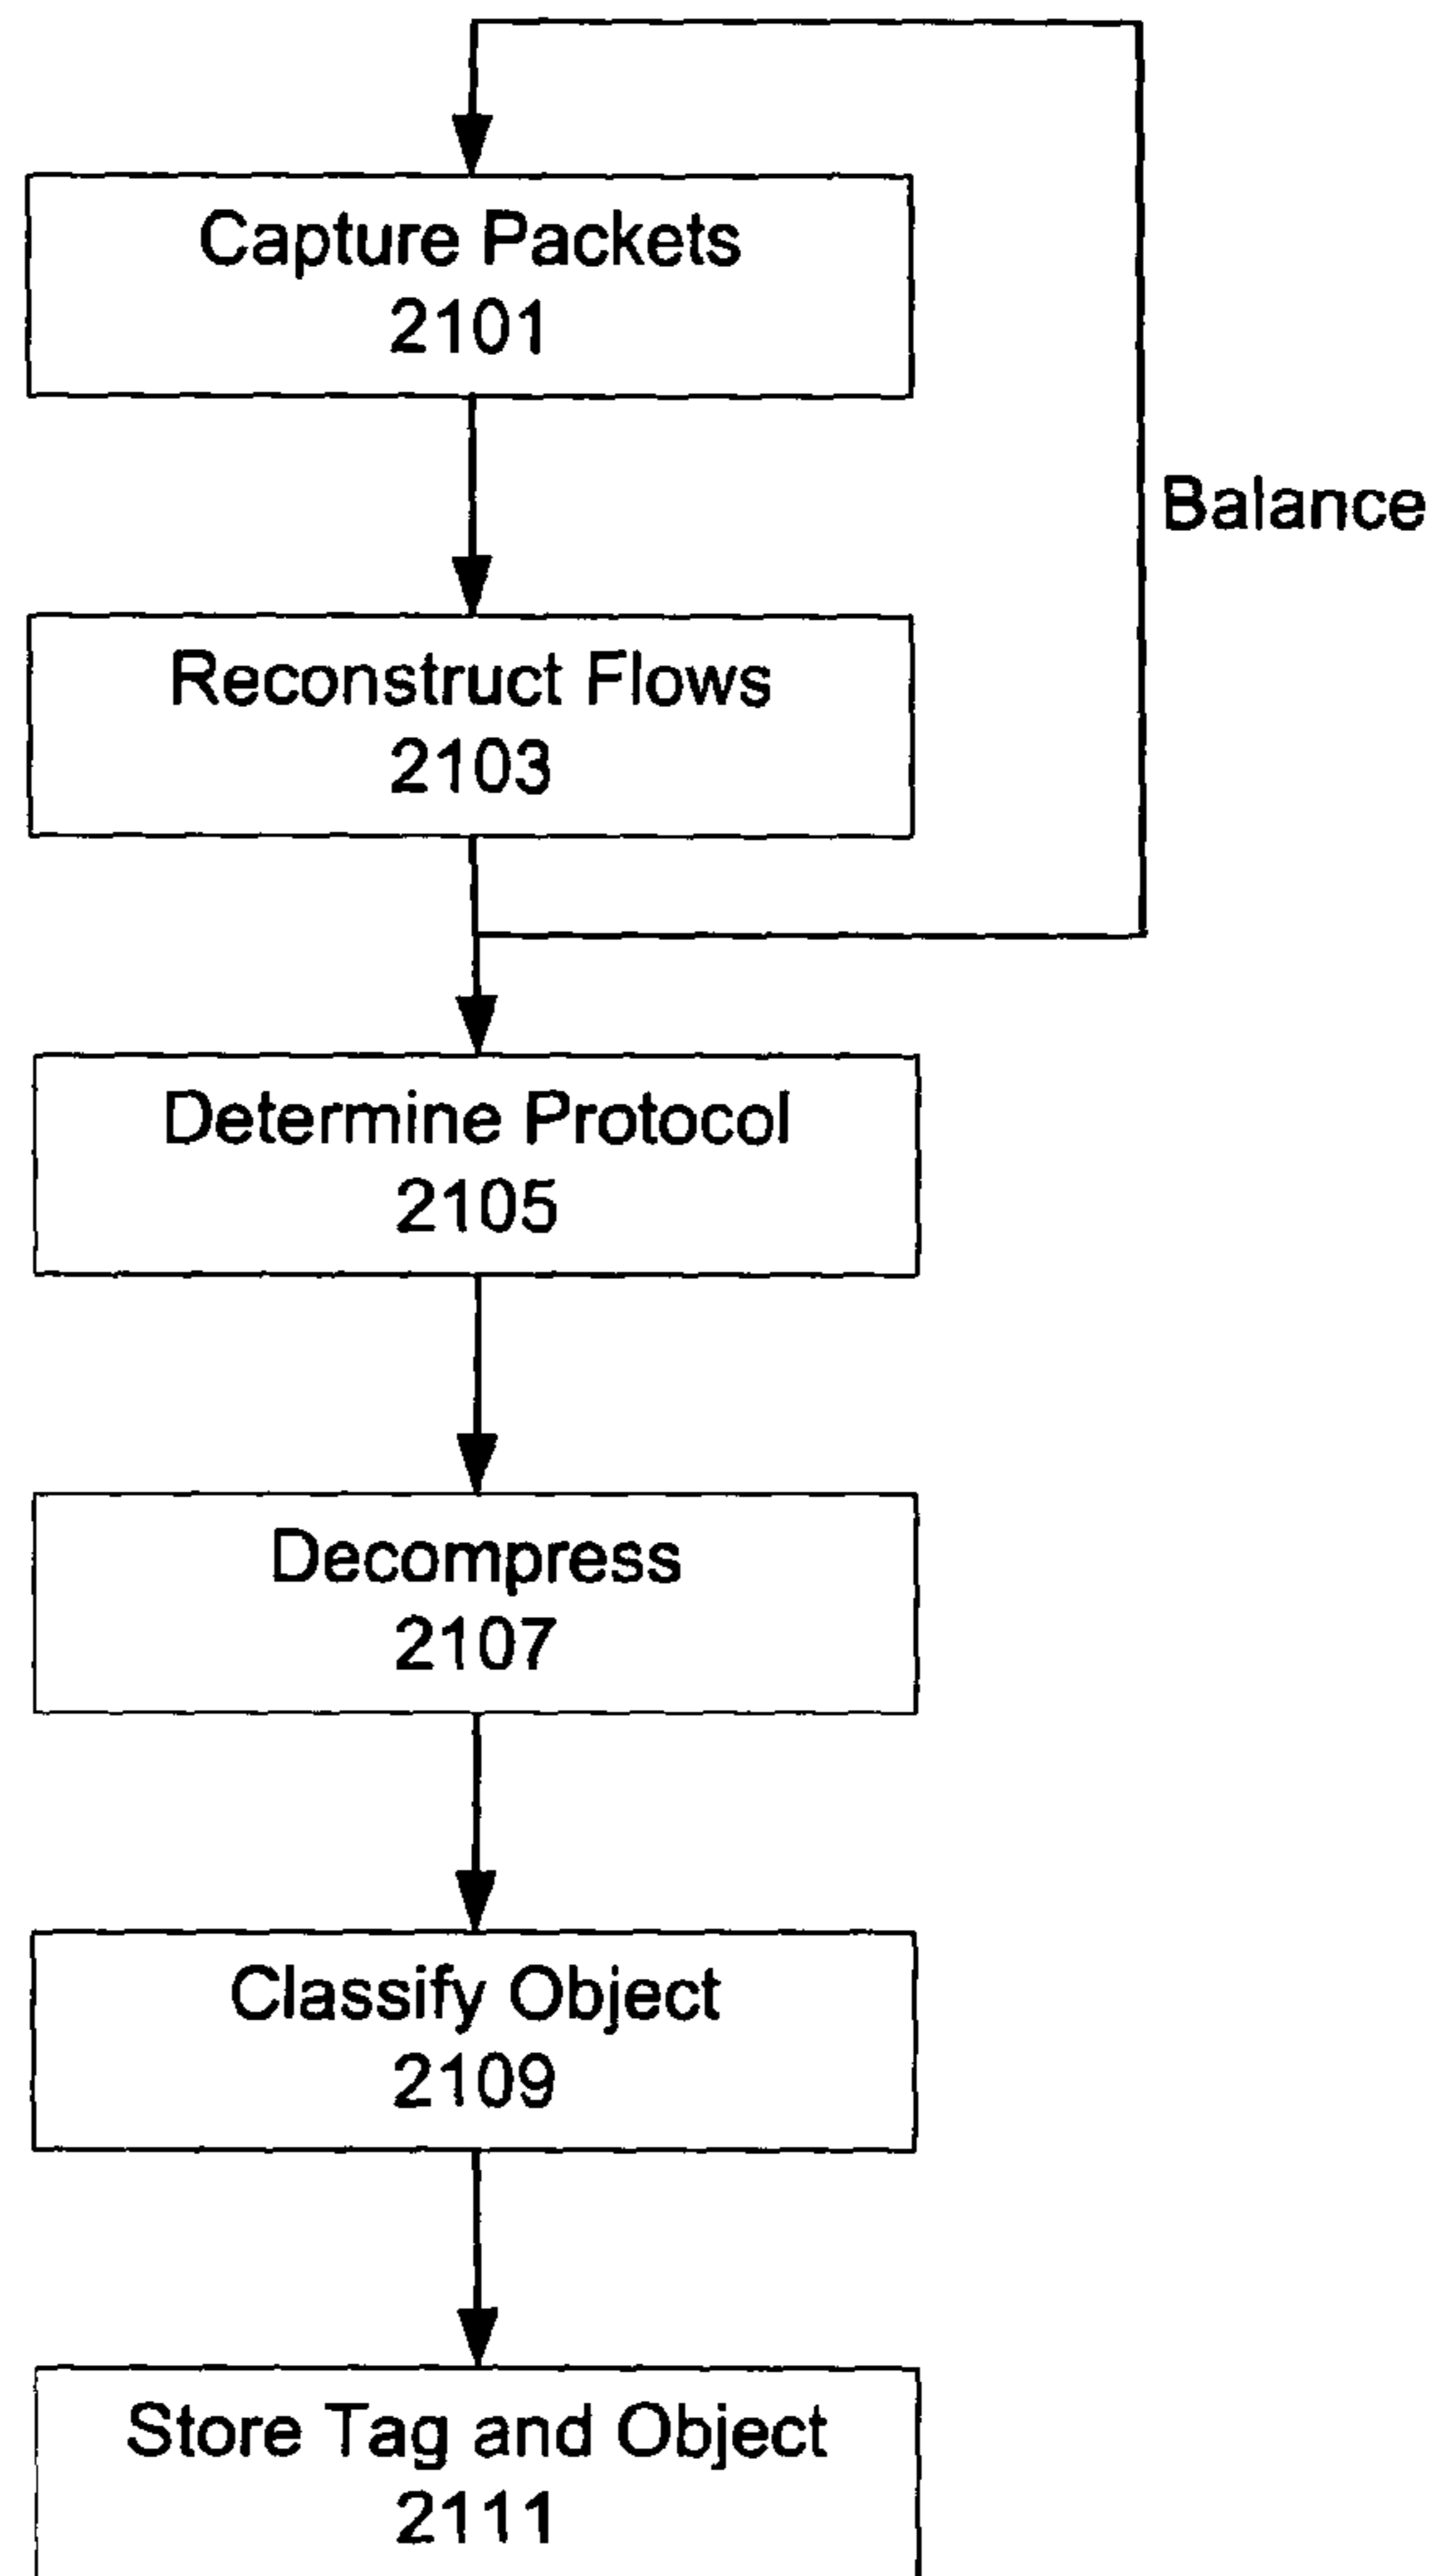 Capture Packets
2101
Balance
Reconstruct Flows
2103
Determine Protocol
2105
Decompress
2107
Classify Object
2109
Store Tag and Object
2111